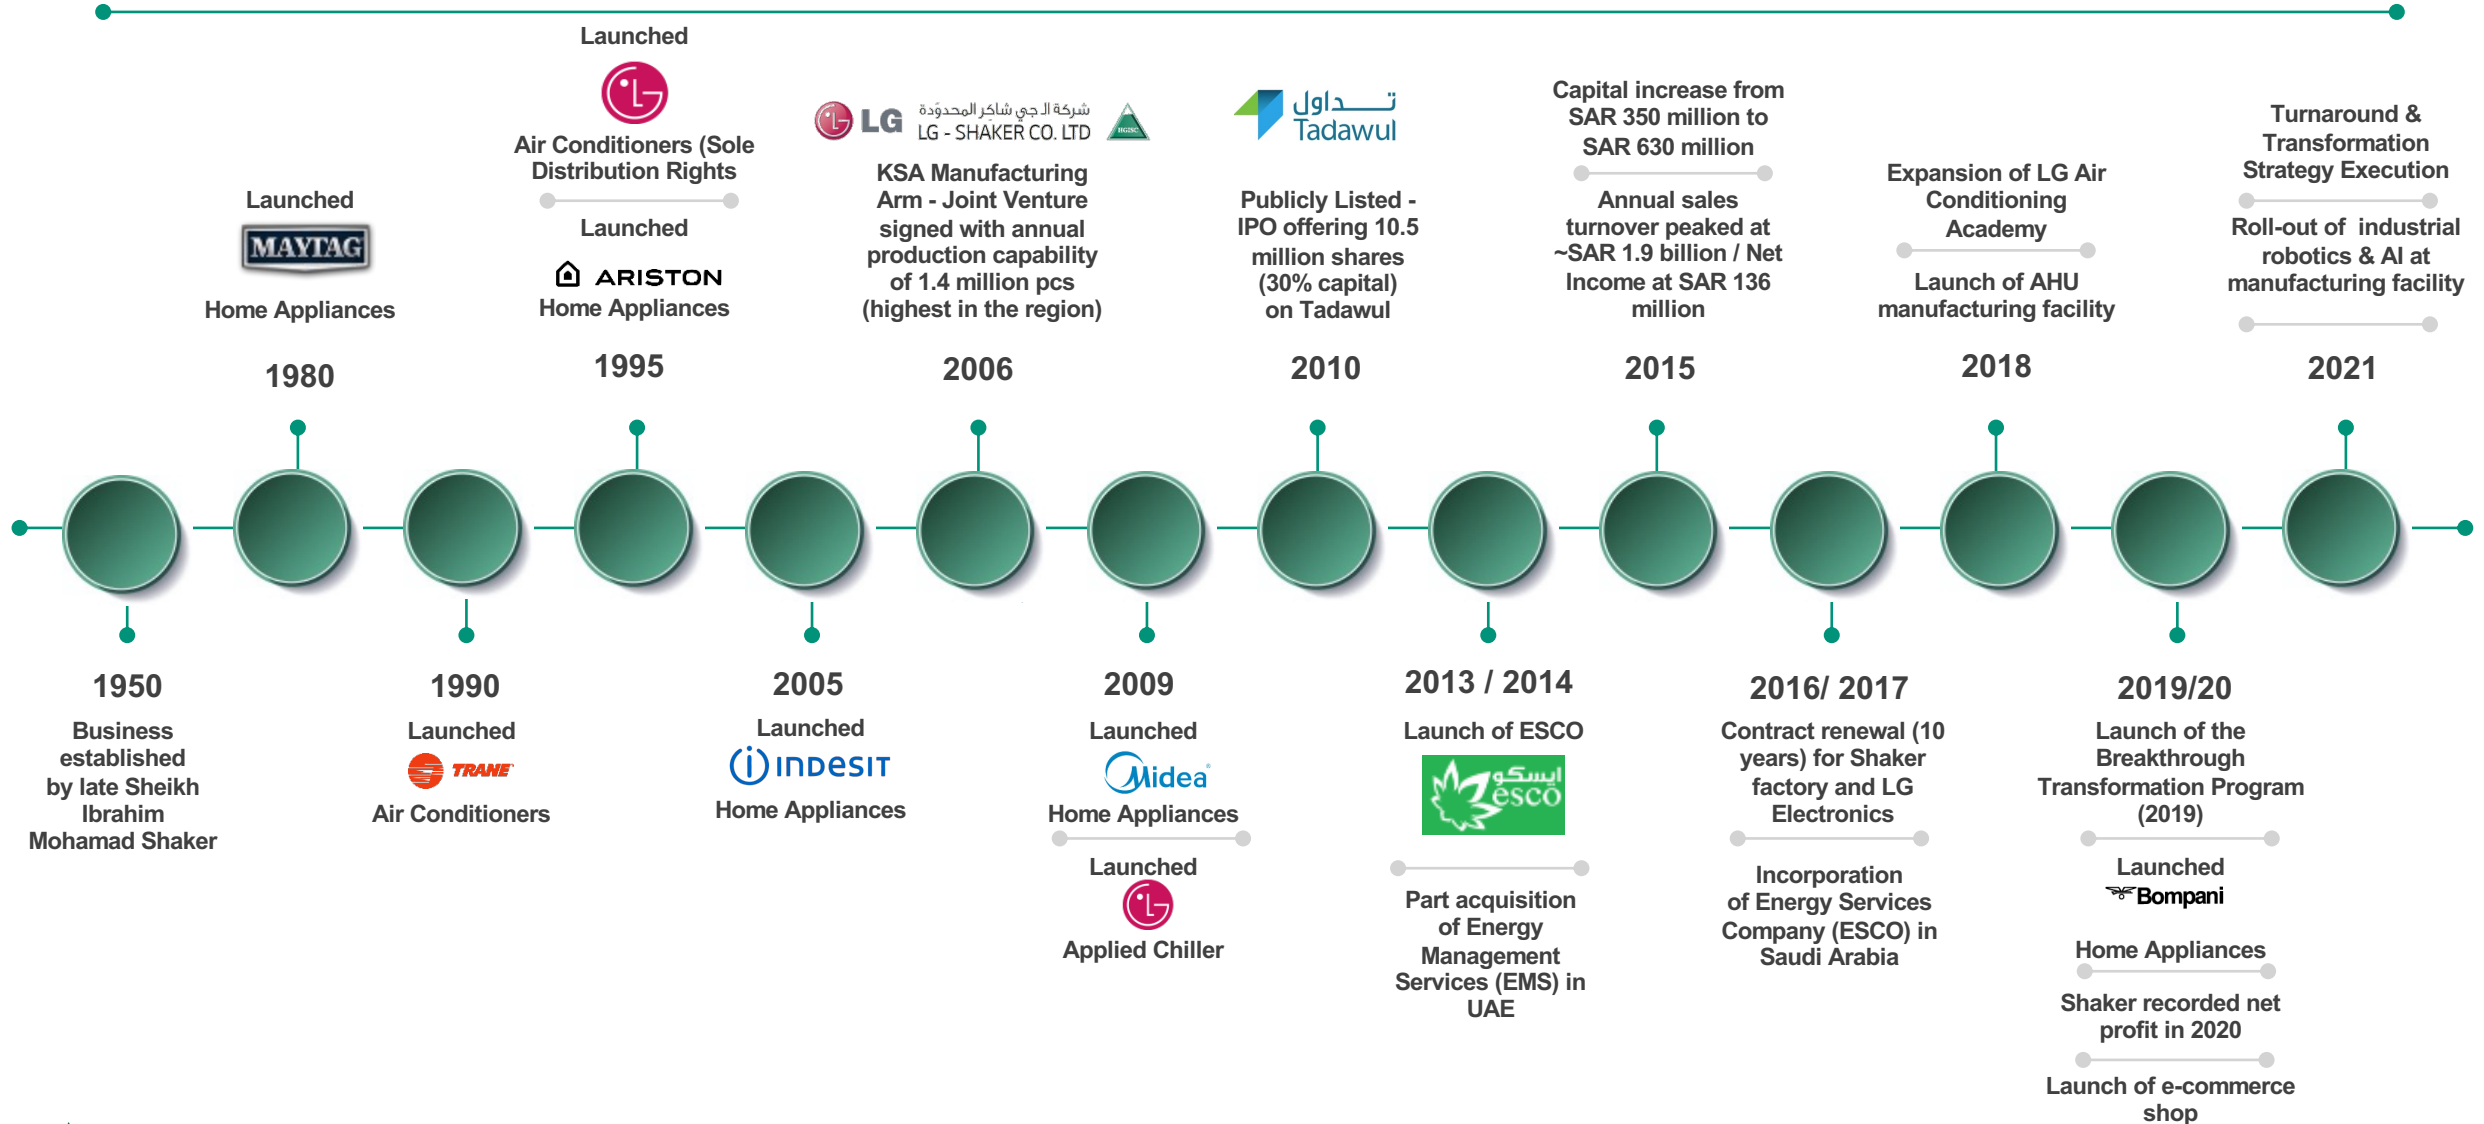 Launched
MAYTAG
Home Appliances
1980
Launched
LG
Air Conditioners (Sole
Distribution Rights
Launched
ARISTON
Home Appliances
1995
LG
شركة ال جي شاكر المحدودة
LG - SHAKER CO. LTD
HGISC
KSA Manufacturing
Arm - Joint Venture
signed with annual
production capability
of 1.4 million pcs
(highest in the region)
2006
تـــداول
Tadawul
Publicly Listed -
IPO offering 10.5
million shares
(30% capital)
on Tadawul
2010
Capital increase from
SAR 350 million to
SAR 630 million
Annual sales
turnover peaked at
~SAR 1.9 billion / Net
Income at SAR 136
million
2015
Expansion of LG Air
Conditioning
Academy
Launch of AHU
manufacturing facility
2018
Turnaround &
Transformation
Strategy Execution
Roll-out of industrial
robotics & AI at
manufacturing facility
2021
1950
Business
established
by late Sheikh
Ibrahim
Mohamad Shaker
1990
Launched
TRANE
Air Conditioners
2005
Launched
INDESIT
Home Appliances
2009
Launched
Midea
Home Appliances
Launched
LG
Applied Chiller
2013 / 2014
Launch of ESCO
ايسكو
esco
Part acquisition
of Energy
Management
Services (EMS) in
UAE
2016/ 2017
Contract renewal (10
years) for Shaker
factory and LG
Electronics
Incorporation
of Energy Services
Company (ESCO) in
Saudi Arabia
2019/20
Launch of the
Breakthrough
Transformation Program
(2019)
Launched
Bompani
Home Appliances
Shaker recorded net
profit in 2020
Launch of e-commerce
shop